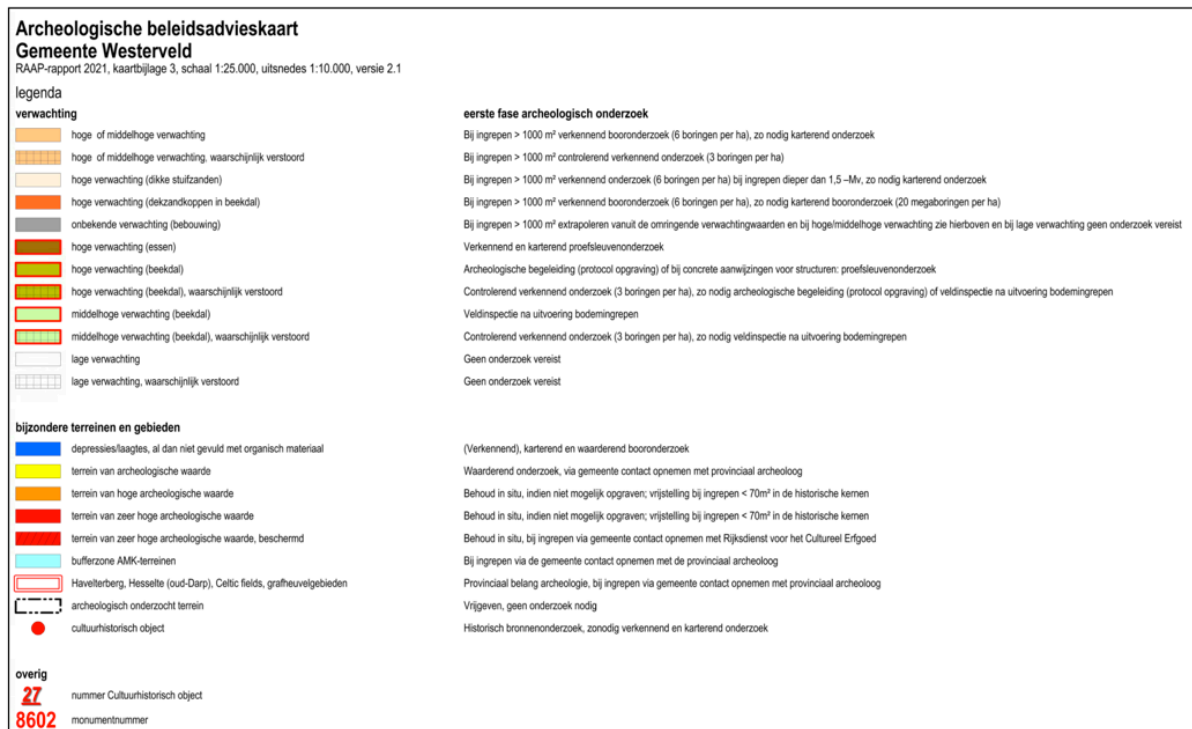 Archeologische beleidsadvieskaart
Gemeente Westerveld
RAAP-rapport 2021, kaartbijlage 3, schaal 1:25.000, uitsnedes 1:10.000, versie 2.1
legenda
verwachting eerste fase archeologisch onderzoek
hoge of middelhoge verwachting Bij ingrepen > 1000 m² verkennend booronderzoek (6 boringen per ha), zo nodig karterend onderzoek
hoge of middelhoge verwachting, waarschijnlijk verstoord Bij ingrepen > 1000 m² controlerend verkennend onderzoek (3 boringen per ha)
hoge verwachting (dikke stuifzanden) Bij ingrepen > 1000 m² verkennend onderzoek (6 boringen per ha) bij ingrepen dieper dan 1,5 –Mv, zo nodig karterend onderzoek
hoge verwachting (dekzandkoppen in beekdal) Bij ingrepen > 1000 m² verkennend booronderzoek (6 boringen per ha), zo nodig karterend booronderzoek (20 megaboringen per ha)
onbekende verwachting (bebouwing) Bij ingrepen > 1000 m² extrapoleren vanuit de omringende verwachtingwaarden en bij hoge/middelhoge verwachting zie hierboven en bij lage verwachting geen onderzoek vereist
hoge verwachting (essen) Verkennend en karterend proefsleuvenonderzoek
hoge verwachting (beekdal) Archeologische begeleiding (protocol opgraving) of bij concrete aanwijzingen voor structuren: proefsleuvenonderzoek
hoge verwachting (beekdal), waarschijnlijk verstoord Controlerend verkennend onderzoek (3 boringen per ha), zo nodig archeologische begeleiding (protocol opgraving) of veldinspectie na uitvoering bodemingrepen
middelhoge verwachting (beekdal) Veldinspectie na uitvoering bodemingrepen
middelhoge verwachting (beekdal), waarschijnlijk verstoord Controlerend verkennend onderzoek (3 boringen per ha), zo nodig veldinspectie na uitvoering bodemingrepen
lage verwachting Geen onderzoek vereist
lage verwachting, waarschijnlijk verstoord Geen onderzoek vereist
bijzondere terreinen en gebieden
depressies/laagtes, al dan niet gevuld met organisch materiaal (Verkennend), karterend en waarderend booronderzoek
terrein van archeologische waarde Waarderend onderzoek, via gemeente contact opnemen met provinciaal archeoloog
terrein van hoge archeologische waarde Behoud in situ, indien niet mogelijk opgraven; vrijstelling bij ingrepen < 70m² in de historische kernen
terrein van zeer hoge archeologische waarde Behoud in situ, indien niet mogelijk opgraven; vrijstelling bij ingrepen < 70m² in de historische kernen
terrein van zeer hoge archeologische waarde, beschermd Behoud in situ, bij ingrepen via gemeente contact opnemen met Rijksdienst voor het Cultureel Erfgoed
bufferzone AMK-terreinen Bij ingrepen via de gemeente contact opnemen met de provinciaal archeoloog
Havelterberg, Hesselte (oud-Darp), Celtic fields, grafheuvelgebieden Provinciaal belang archeologie, bij ingrepen via gemeente contact opnemen met provinciaal archeoloog
archeologisch onderzocht terrein Vrijgeven, geen onderzoek nodig
cultuurhistorisch object Historisch bronnenonderzoek, zonodig verkennend en karterend onderzoek
overig
27 nummer Cultuurhistorisch object
8602 monumentnummer